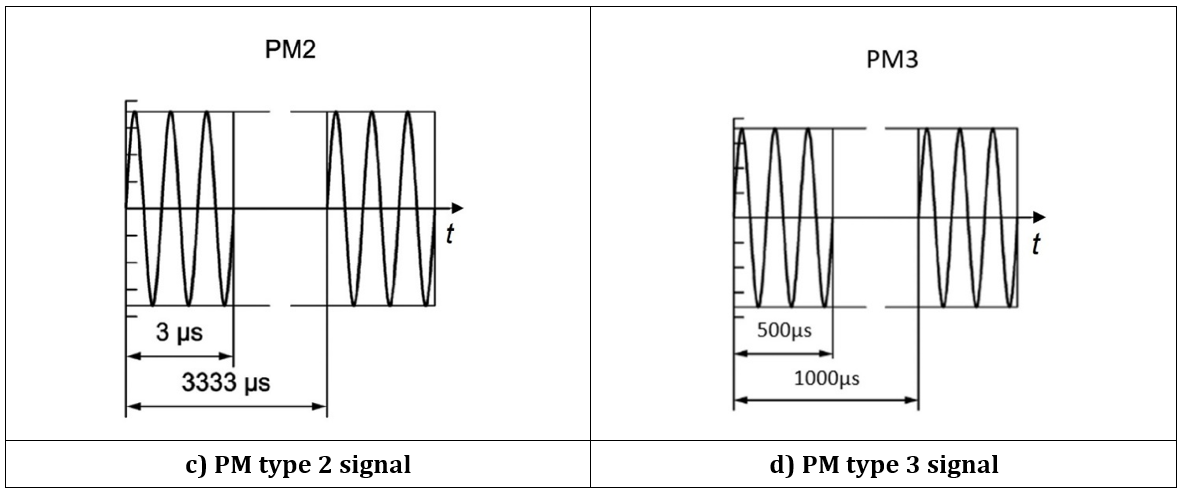 PM2
t
3 µs
3333 µs
c) PM type 2 signal
PM3
t
500µs
1000µs
d) PM type 3 signal